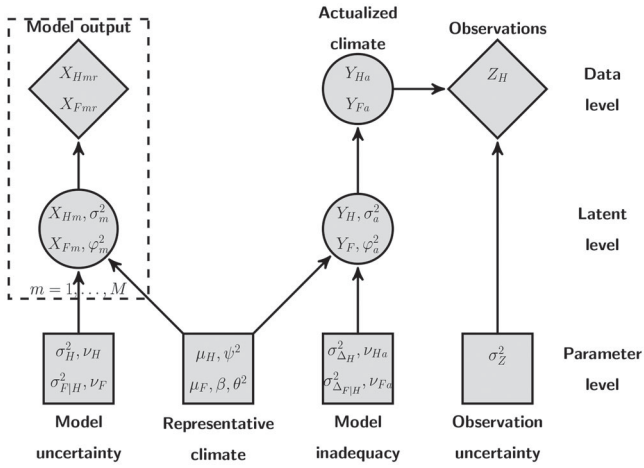 Model output
Actualized
climate
Observations
X_{Hmr}
X_{Fmr}
Y_{Ha}
Y_{Fa}
Z_H
Data
level
X_{Hm}, σ_m^2
X_{Fm}, φ_m^2
Y_H, σ_a^2
Y_F, φ_a^2
Latent
level
m = 1, . . . , M
σ_H^2, ν_H
σ_{F|H}^2, ν_F
μ_H, ψ^2
μ_F, β, θ^2
σ_{Δ_H}^2, ν_{Ha}
σ_{Δ_{F|H}}^2, ν_{Fa}
σ_Z^2
Parameter
level
Model
uncertainty
Representative
climate
Model
inadequacy
Observation
uncertainty